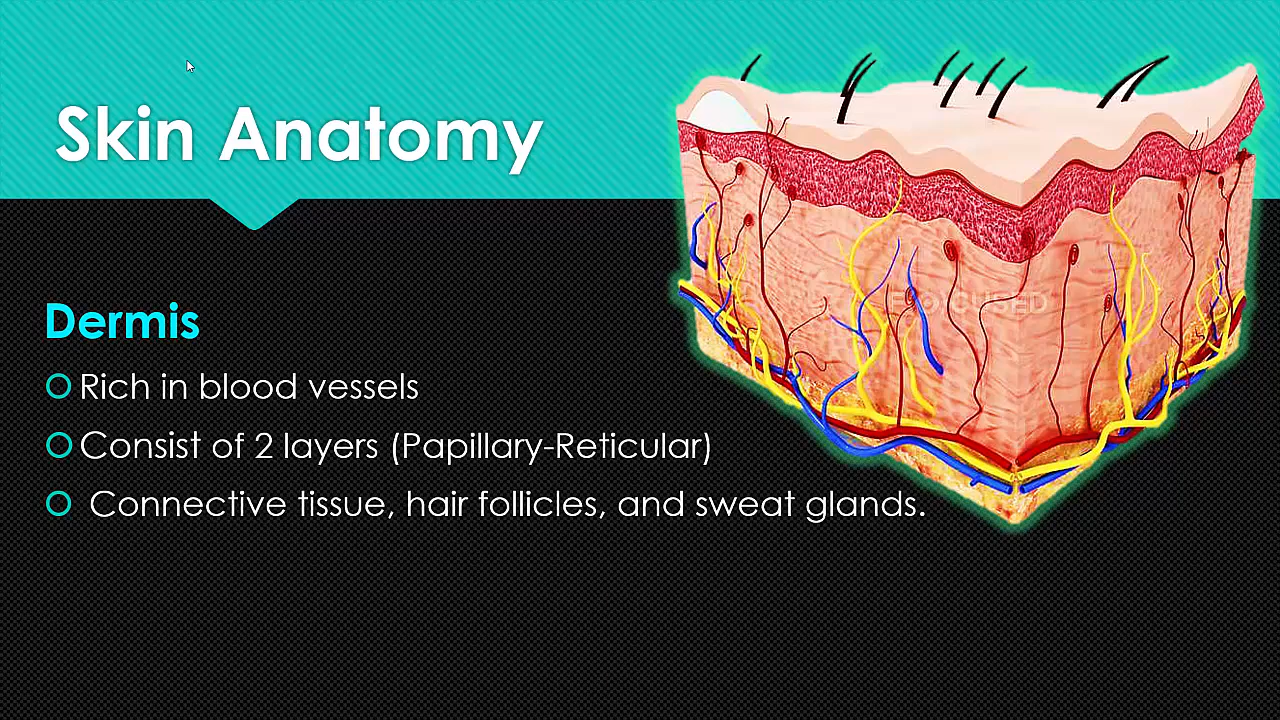 Skin Anatomy
Dermis
Rich in blood vessels
Consist of 2 layers (Papillary-Reticular)
Connective tissue, hair follicles, and sweat glands.